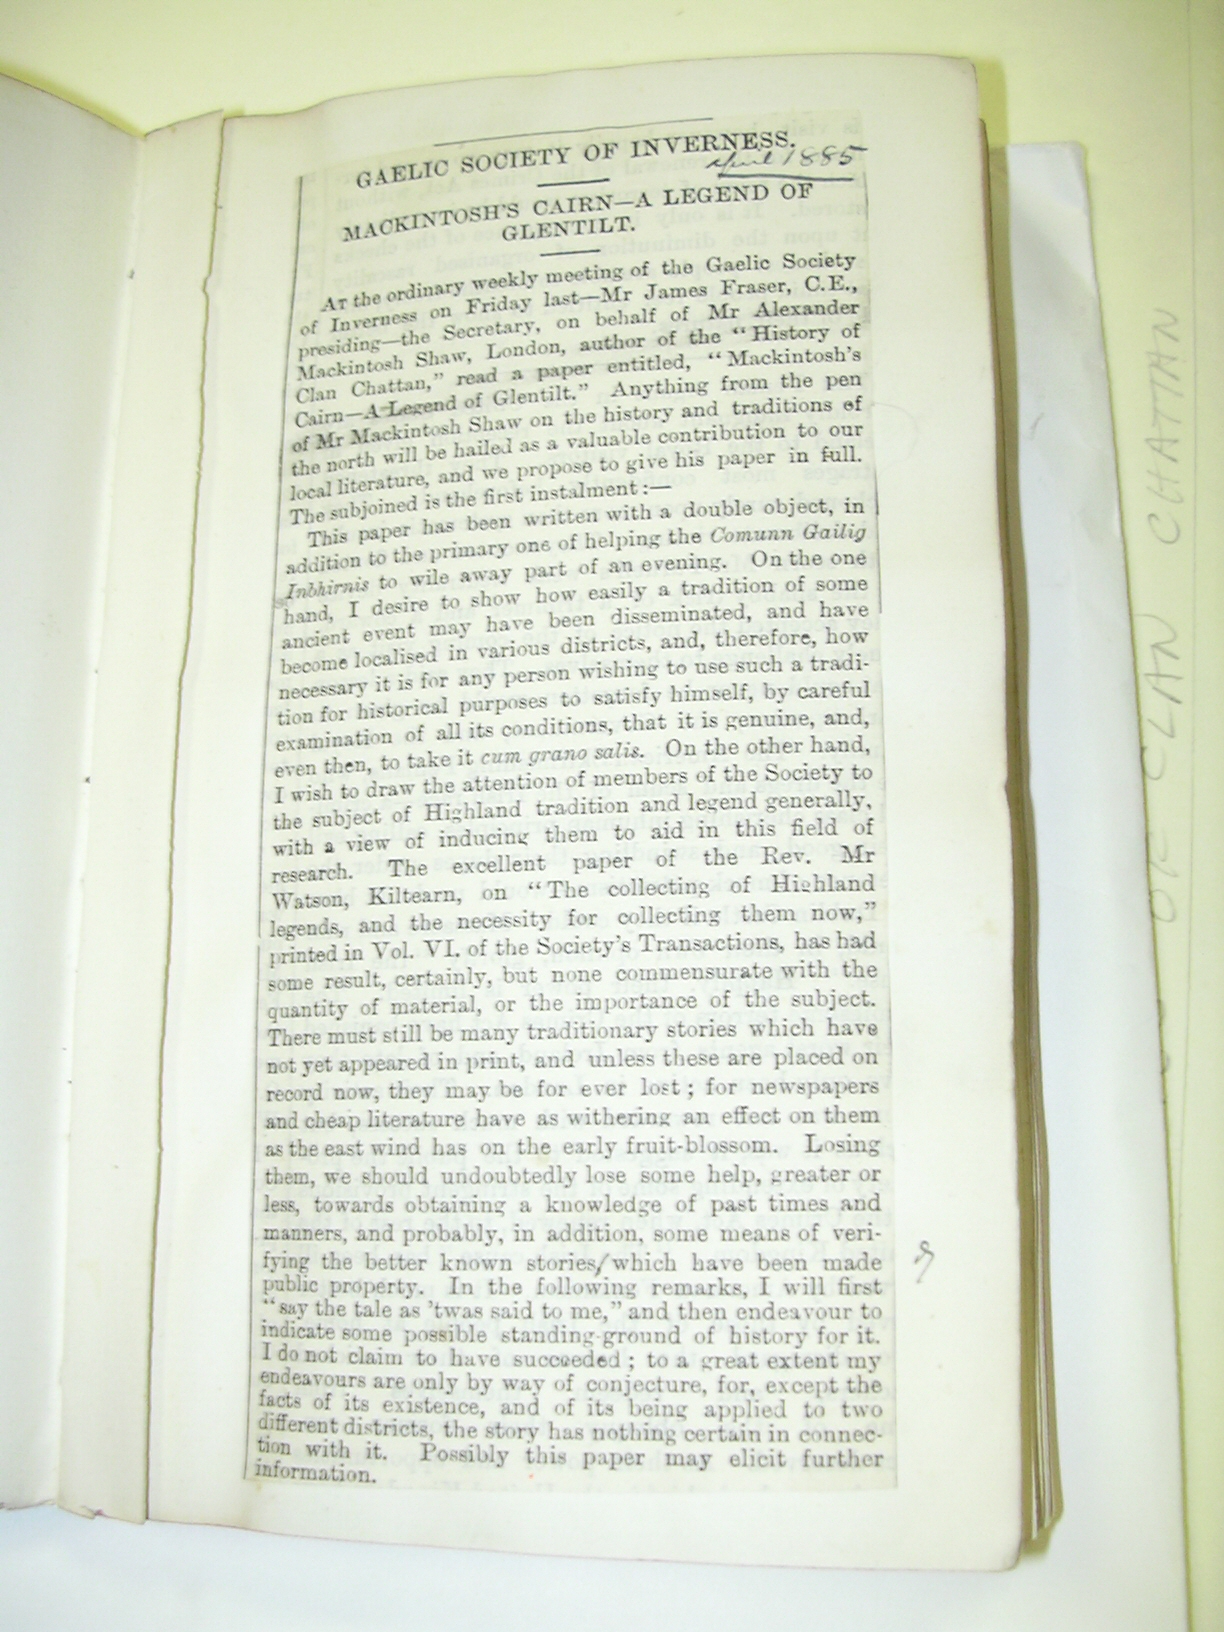 GAELIC SOCIETY OF INVERNESS.
April 1885
MACKINTOSH'S CAIRN—A LEGEND OF
GLENTILT.
At the ordinary weekly meeting of the Gaelic Society
of Inverness on Friday last—Mr James Fraser, C.E.,
presiding—the Secretary, on behalf of Mr Alexander
Mackintosh Shaw, London, author of the "History of
Clan Chattan," read a paper entitled, "Mackintosh's
Cairn—A Legend of Glentilt." Anything from the pen
of Mr Mackintosh Shaw on the history and traditions of
the north will be hailed as a valuable contribution to our
local literature, and we propose to give his paper in full.
The subjoined is the first instalment:—
This paper has been written with a double object, in
addition to the primary one of helping the Comunn Gailig
Inbhirnis to wile away part of an evening. On the one
hand, I desire to show how easily a tradition of some
ancient event may have been disseminated, and have
become localised in various districts, and, therefore, how
necessary it is for any person wishing to use such a tradi-
tion for historical purposes to satisfy himself, by careful
examination of all its conditions, that it is genuine, and,
even then, to take it cum grano salis. On the other hand,
I wish to draw the attention of members of the Society to
the subject of Highland tradition and legend generally,
with a view of inducing them to aid in this field of
research. The excellent paper of the Rev. Mr
Watson, Kiltearn, on "The collecting of Highland
legends, and the necessity for collecting them now,"
printed in Vol. VI. of the Society's Transactions, has had
some result, certainly, but none commensurate with the
quantity of material, or the importance of the subject.
There must still be many traditionary stories which have
not yet appeared in print, and unless these are placed on
record now, they may be for ever lost; for newspapers
and cheap literature have as withering an effect on them
as the east wind has on the early fruit-blossom. Losing
them, we should undoubtedly lose some help, greater or
less, towards obtaining a knowledge of past times and
manners, and probably, in addition, some means of veri-
fying the better known stories/which have been made
public property. In the following remarks, I will first
"say the tale as 'twas said to me," and then endeavour to
indicate some possible standing-ground of history for it.
I do not claim to have succeeded; to a great extent my
endeavours are only by way of conjecture, for, except the
facts of its existence, and of its being applied to two
different districts, the story has nothing certain in connec-
tion with it. Possibly this paper may elicit further
information.
OF CLAN CHATTAN